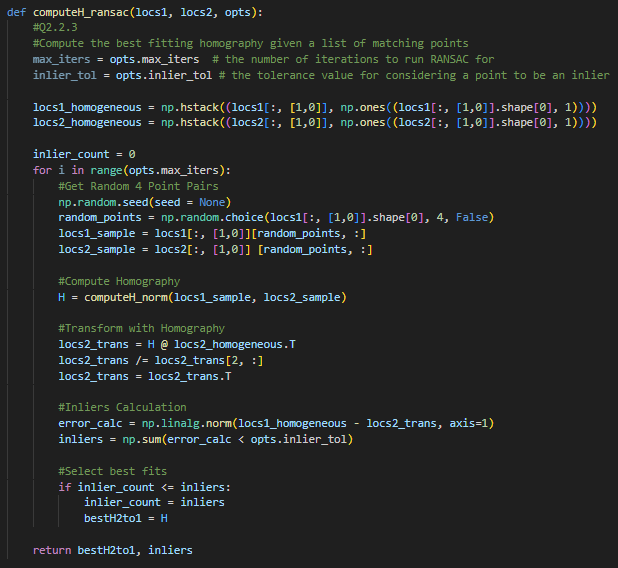 def computeH_ransac(locs1, locs2, opts):
    #Q2.2.3
    #Compute the best fitting homography given a list of matching points
    max_iters = opts.max_iters  # the number of iterations to run RANSAC for
    inlier_tol = opts.inlier_tol # the tolerance value for considering a point to be an inlier

    locs1_homogeneous = np.hstack((locs1[:, [1,0]], np.ones((locs1[:, [1,0]].shape[0], 1))))
    locs2_homogeneous = np.hstack((locs2[:, [1,0]], np.ones((locs2[:, [1,0]].shape[0], 1))))

    inlier_count = 0
    for i in range(opts.max_iters):
        #Get Random 4 Point Pairs
        np.random.seed(seed = None)
        random_points = np.random.choice(locs1[:, [1,0]].shape[0], 4, False)
        locs1_sample = locs1[:, [1,0]][random_points, :]
        locs2_sample = locs2[:, [1,0]] [random_points, :]

        #Compute Homography
        H = computeH_norm(locs1_sample, locs2_sample)

        #Transform with Homography
        locs2_trans = H @ locs2_homogeneous.T
        locs2_trans /= locs2_trans[2, :]
        locs2_trans = locs2_trans.T

        #Inliers Calculation
        error_calc = np.linalg.norm(locs1_homogeneous - locs2_trans, axis=1)
        inliers = np.sum(error_calc < opts.inlier_tol)

        #Select best fits
        if inlier_count <= inliers:
            inlier_count = inliers
            bestH2to1 = H

    return bestH2to1, inliers